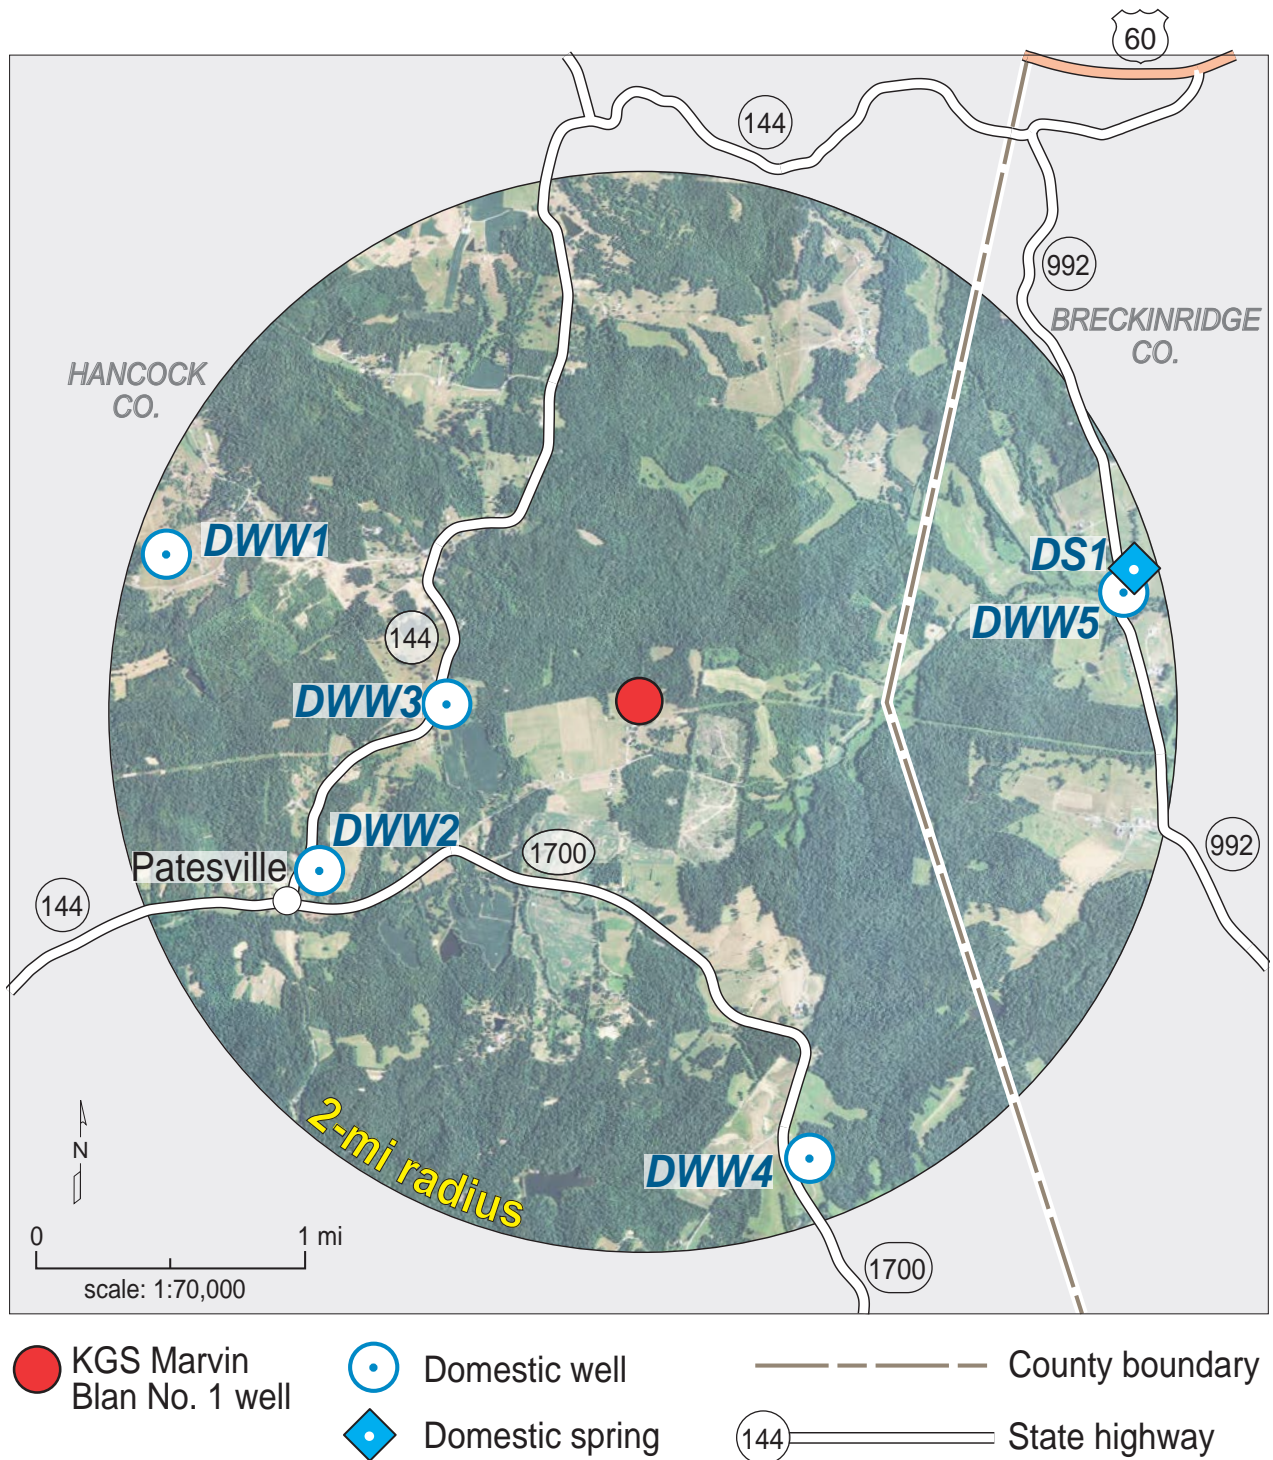 60
144
992
BRECKINRIDGE
CO.
HANCOCK
CO.
DWW1
DS1
DWW5
144
DWW3
DWW2
1700
Patesville
992
144
2-mi radius
DWW4
N
0
1 mi
scale: 1:70,000
1700
KGS Marvin
Blan No. 1 well
Domestic well
County boundary
Domestic spring
144
State highway